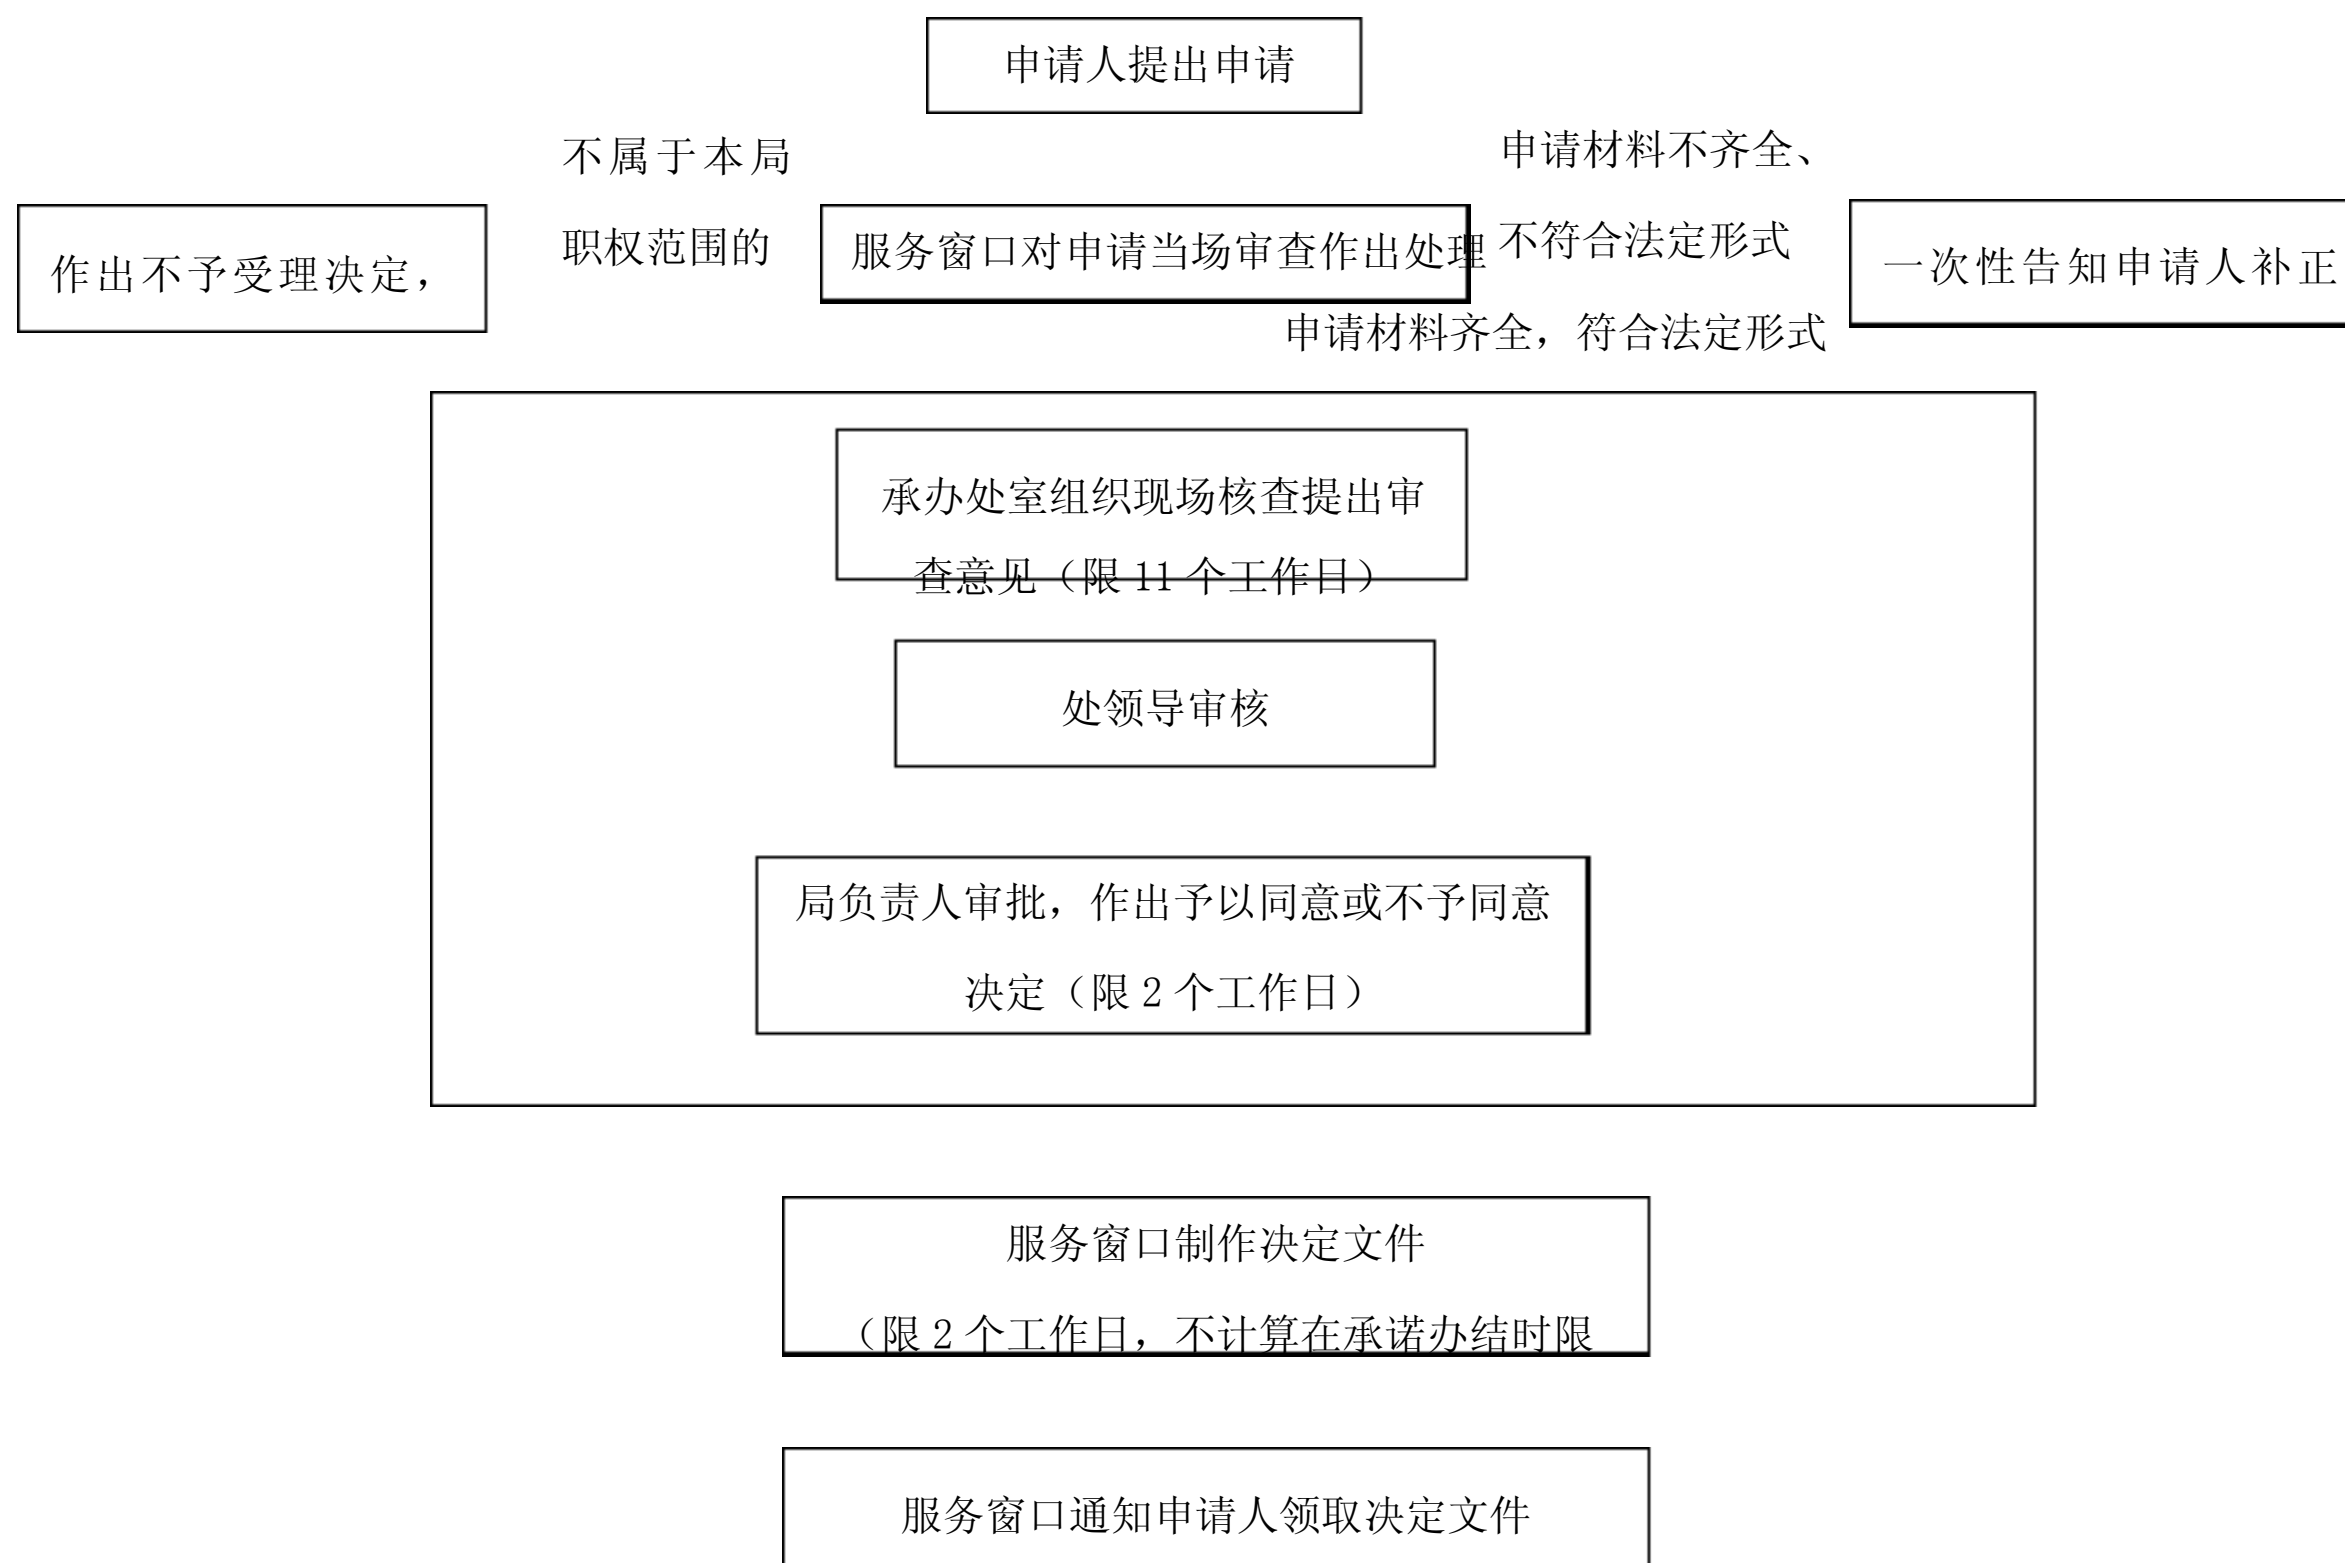 申请人提出申请
不属于本局
职权范围的
申请材料不齐全、
不符合法定形式
作出不予受理决定，
服务窗口对申请当场审查作出处理
一次性告知申请人补正
申请材料齐全，符合法定形式
承办处室组织现场核查提出审
查意见（限 11 个工作日）
处领导审核
局负责人审批，作出予以同意或不予同意
决定（限 2 个工作日）
服务窗口制作决定文件
（限 2 个工作日，不计算在承诺办结时限
服务窗口通知申请人领取决定文件